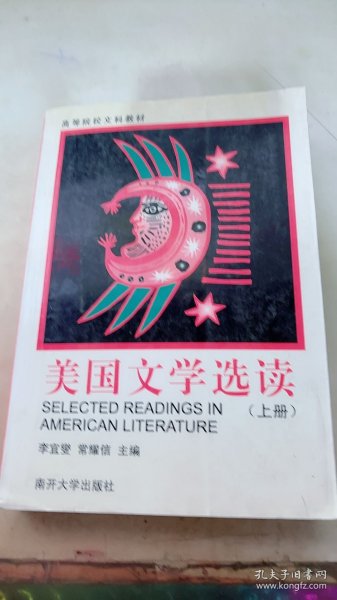 高等院校文科教材
美国文学选读
SELECTED READINGS IN
（上册）
AMERICAN LITERATURE
李宜燮 常耀信 主编
南开大学出版社
孔夫子旧书网
www.kongfz.com